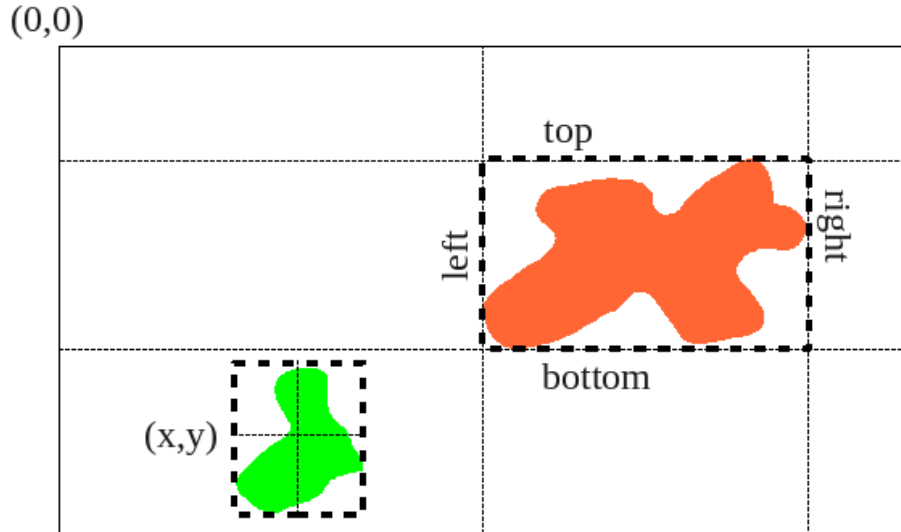 (0,0)
top
left
right
bottom
(x,y)